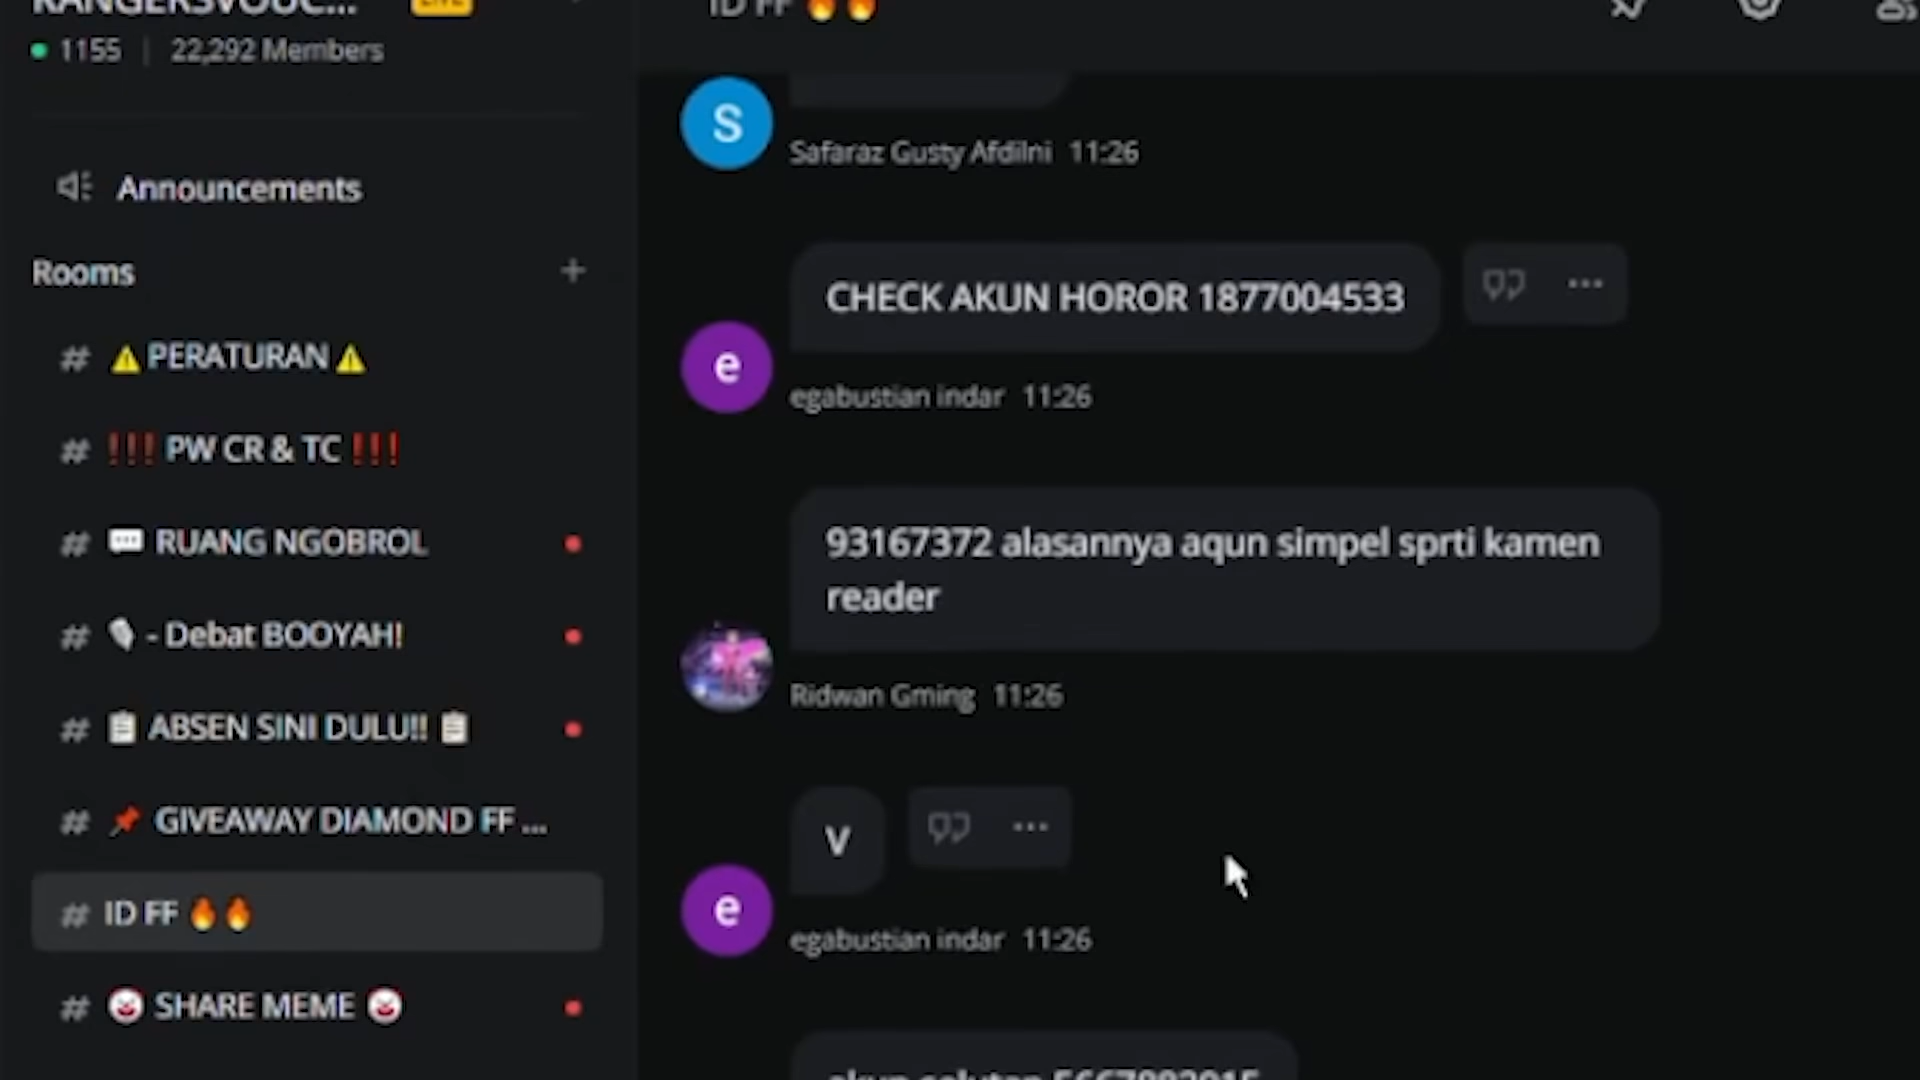 RANGERSVOUC...
LIVE
1155 | 22,292 Members
Announcements
Rooms
+
# ⚠️ PERATURAN ⚠️
# ❗❗❗ PW CR & TC ❗❗❗
# 💬 RUANG NGOBROL
# 🎙️ - Debat BOOYAH!
# 📋 ABSEN SINI DULU!! 📋
# 📌 GIVEAWAY DIAMOND FF ...
# ID FF 🔥🔥
# 🤡 SHARE MEME 🤡
ID FF 🔥🔥
S
Safaraz Gusty Afdilni 11:26
CHECK AKUN HOROR 1877004533
e
egabustian indar 11:26
93167372 alasannya aqun simpel sprti kamen
reader
Ridwan Gming 11:26
v
e
egabustian indar 11:26